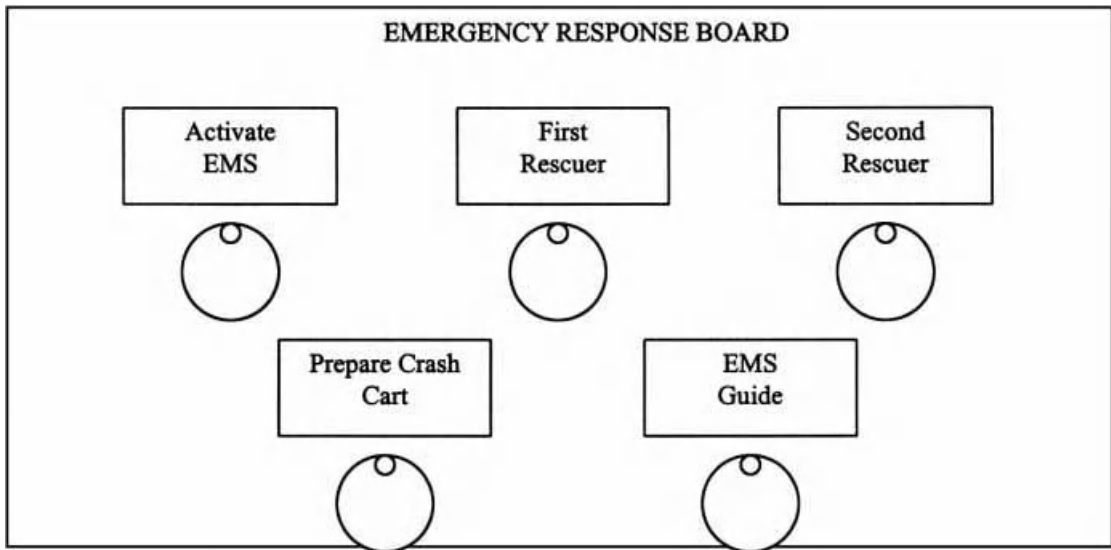 EMERGENCY RESPONSE BOARD
Activate
EMS
First
Rescuer
Second
Rescuer
Prepare Crash
Cart
EMS
Guide